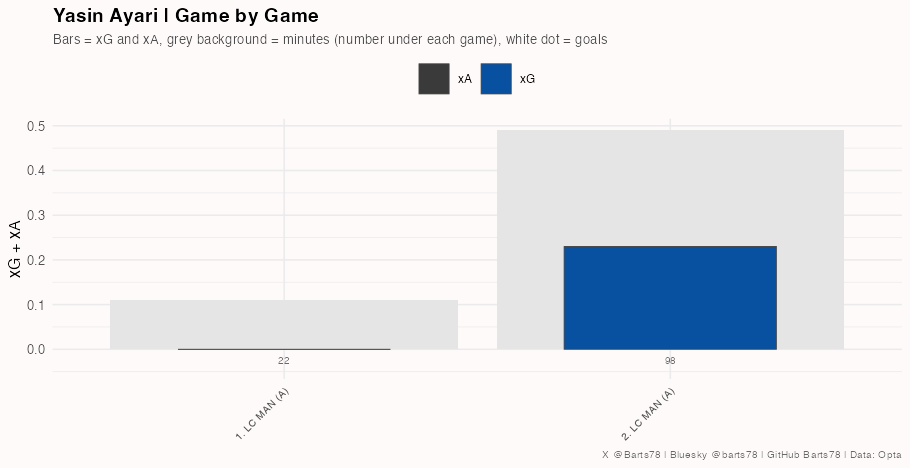 Yasin Ayari | Game by Game
Bars = xG and xA, grey background = minutes (number under each game), white dot = goals
xA xG
xG + xA
0.5
0.4
0.3
0.2
0.1
0.0
22 98
1. LC MAN (A) 2. LC MAN (A)
X @Barts78 | Bluesky @barts78 | GitHub Barts78 | Data: Opta